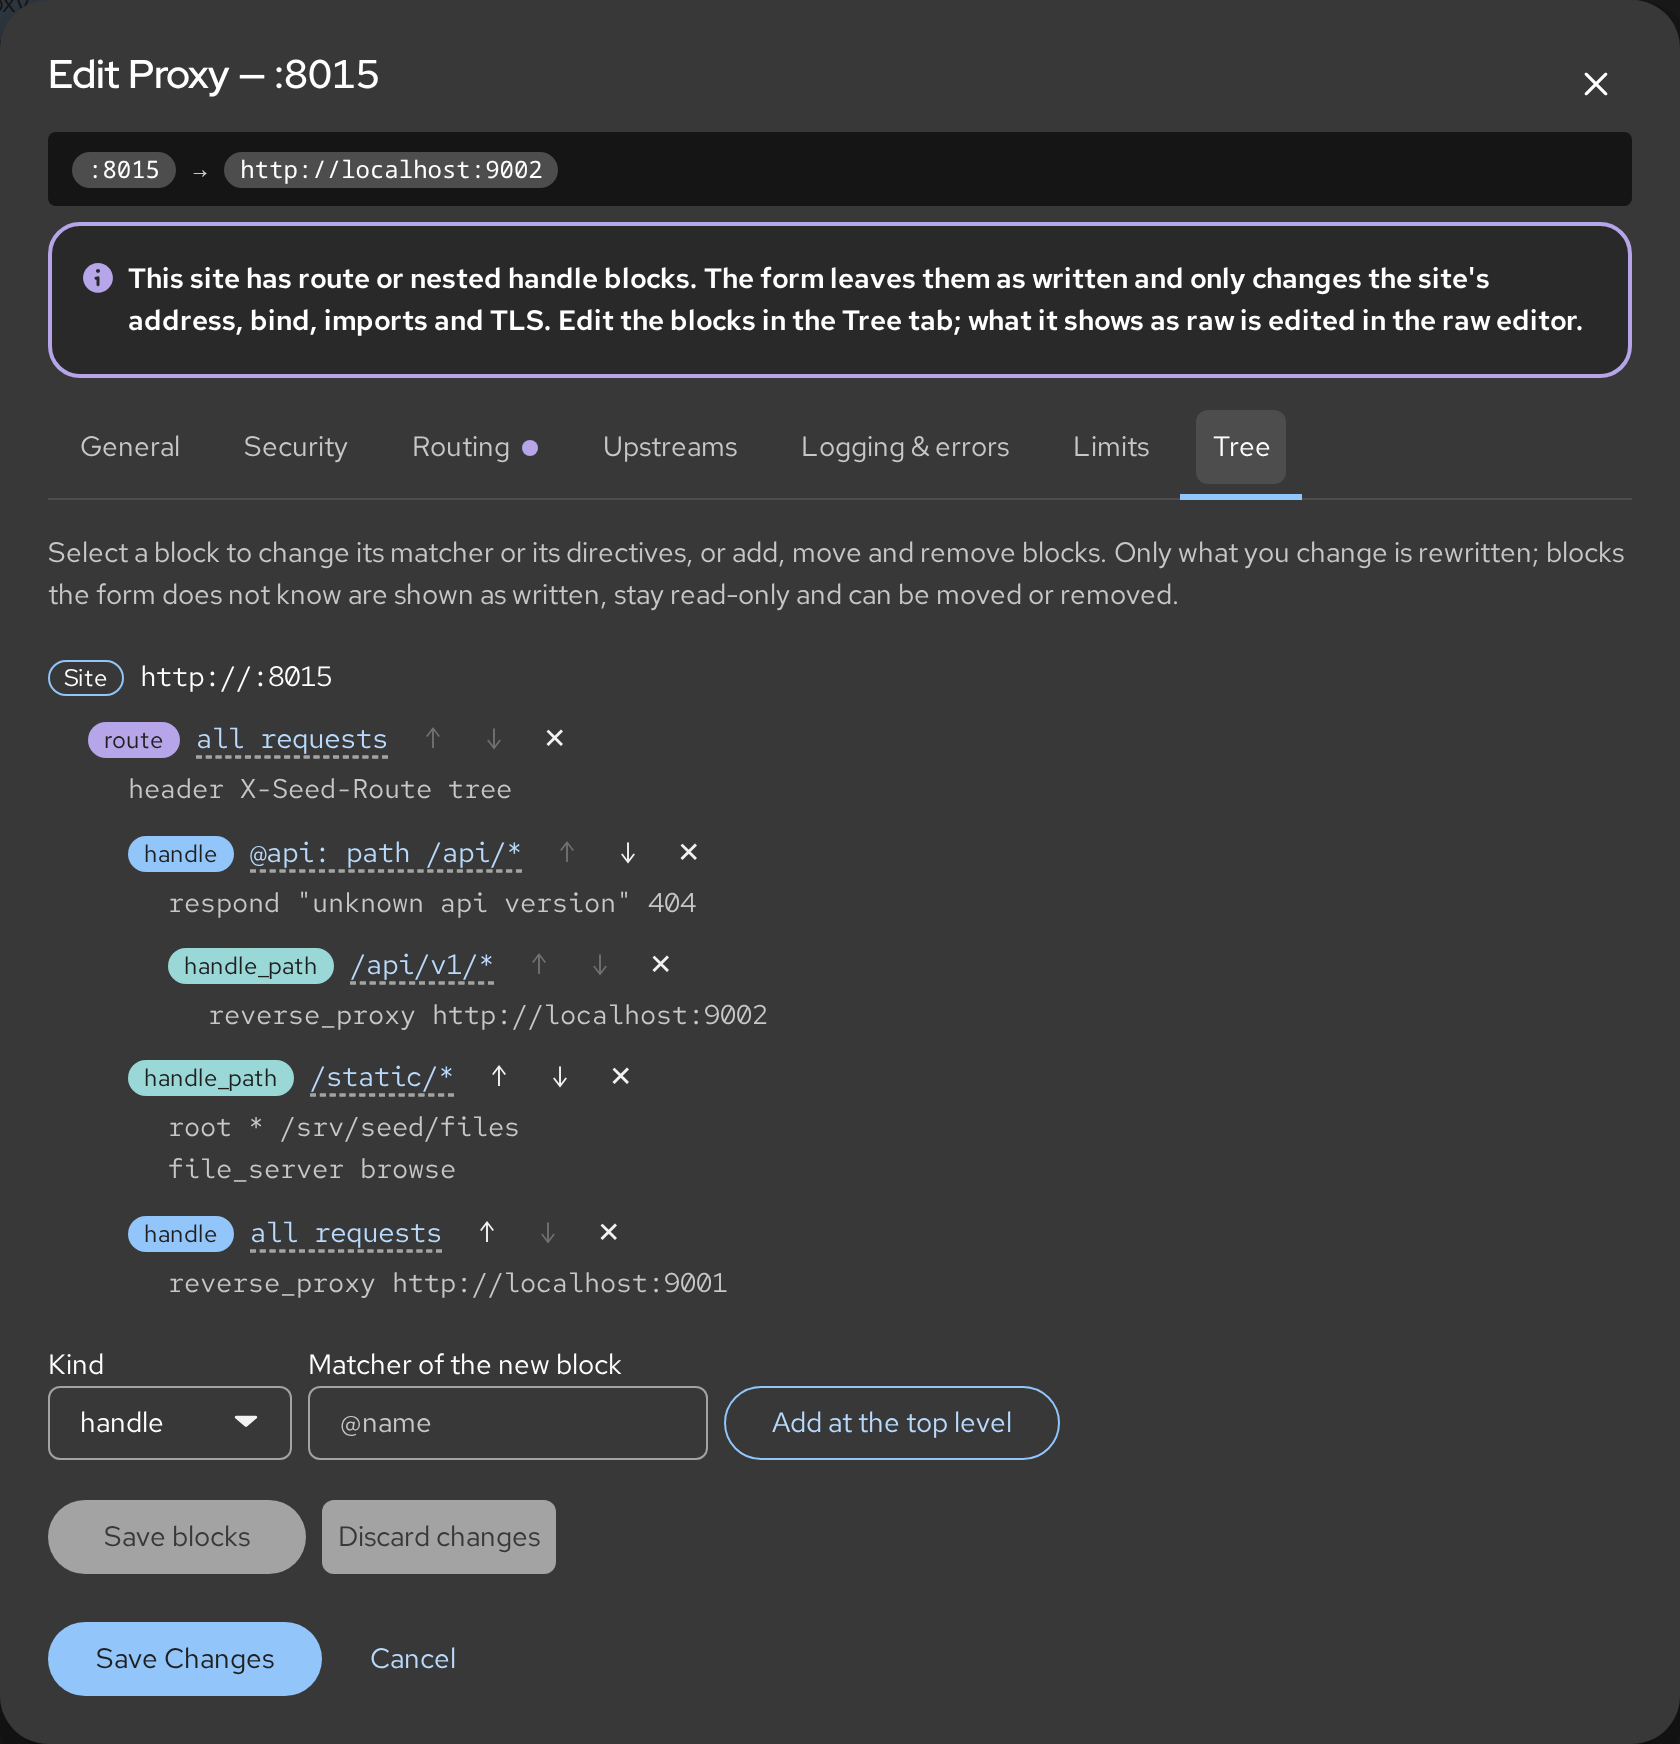 Edit Proxy – :8015
:8015 → http://localhost:9002
This site has route or nested handle blocks. The form leaves them as written and only changes the site's
address, bind, imports and TLS. Edit the blocks in the Tree tab; what it shows as raw is edited in the raw editor.
General Security Routing Upstreams Logging & errors Limits Tree
Select a block to change its matcher or its directives, or add, move and remove blocks. Only what you change is rewritten; blocks
the form does not know are shown as written, stay read-only and can be moved or removed.
Site http://:8015
route all requests ↑ ↓ ✕
header X-Seed-Route tree
handle @api: path /api/* ↑ ↓ ✕
respond "unknown api version" 404
handle_path /api/v1/* ↑ ↓ ✕
reverse_proxy http://localhost:9002
handle_path /static/* ↑ ↓ ✕
root * /srv/seed/files
file_server browse
handle all requests ↑ ↓ ✕
reverse_proxy http://localhost:9001
Kind Matcher of the new block
handle @name Add at the top level
Save blocks Discard changes
Save Changes Cancel